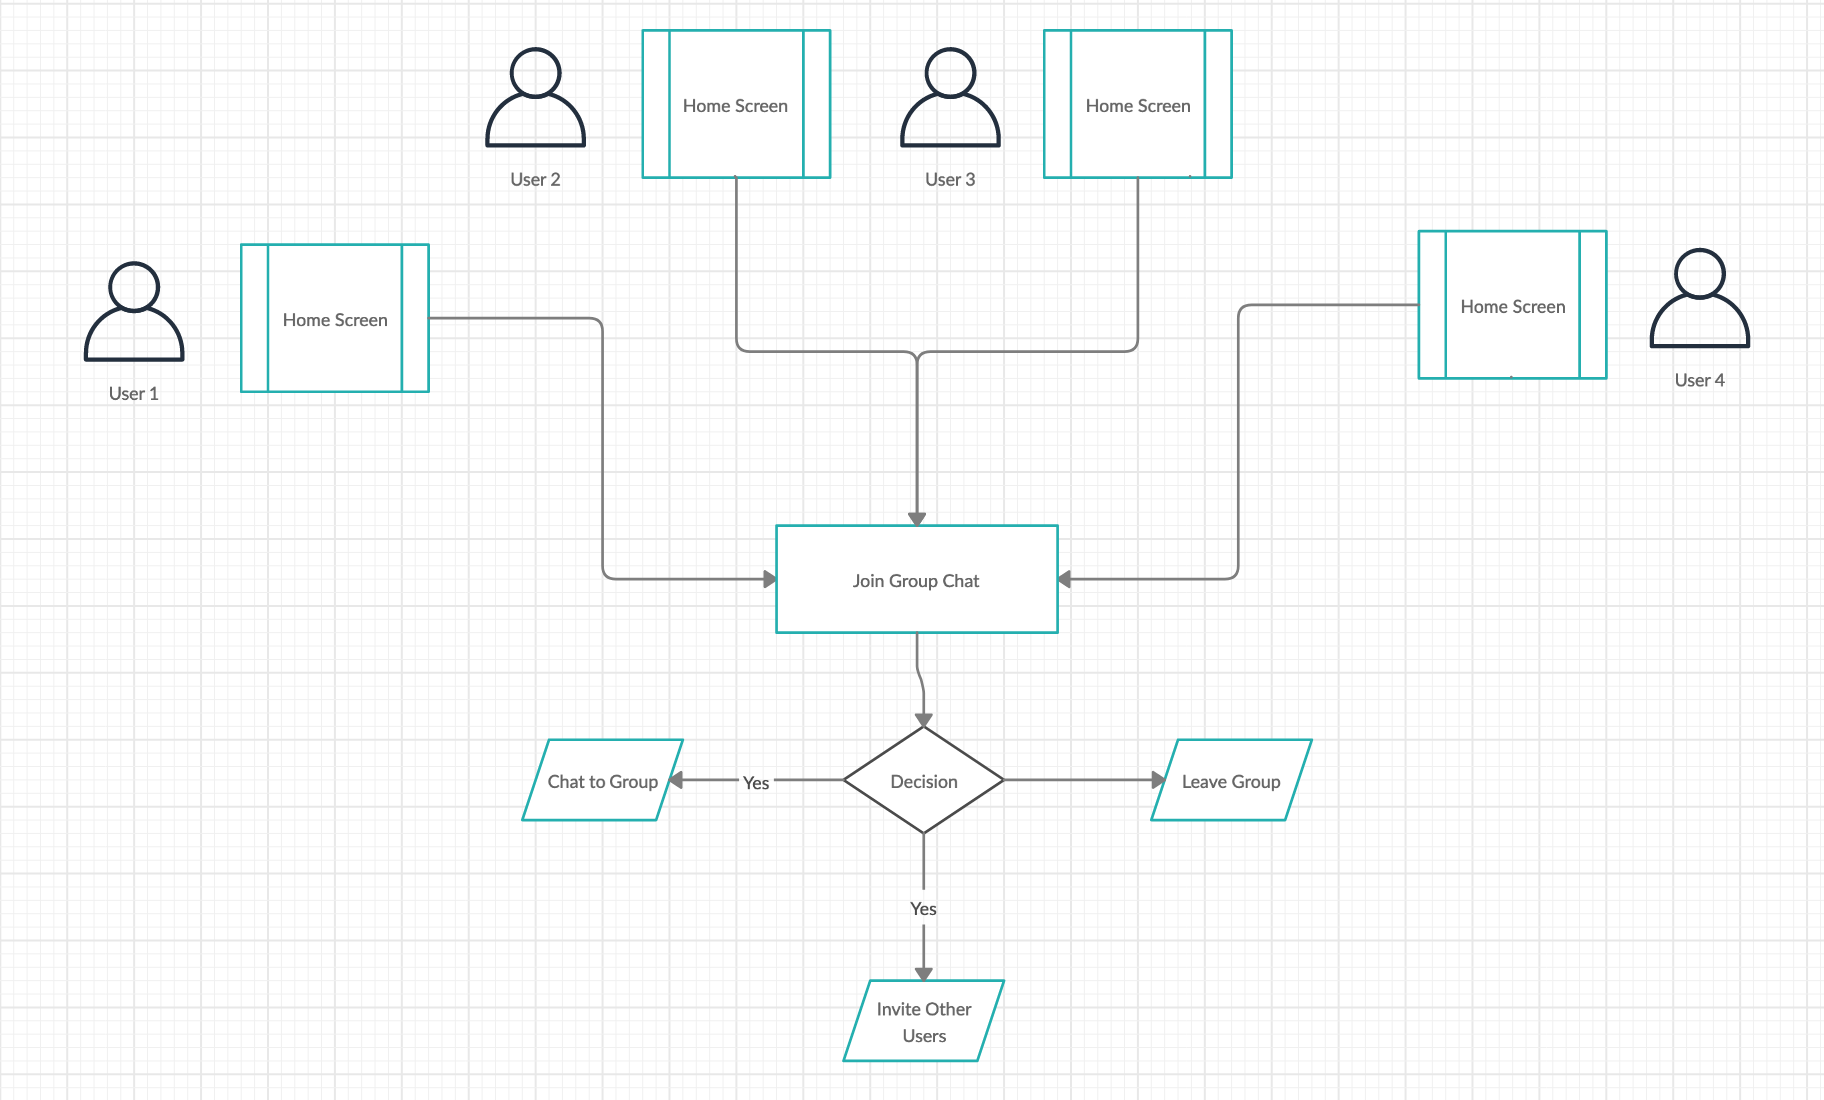 Home Screen
Home Screen
User 2
User 3
Home Screen
Home Screen
User 1
User 4
Join Group Chat
Chat to Group
Yes
Decision
Leave Group
Yes
Invite Other
Users